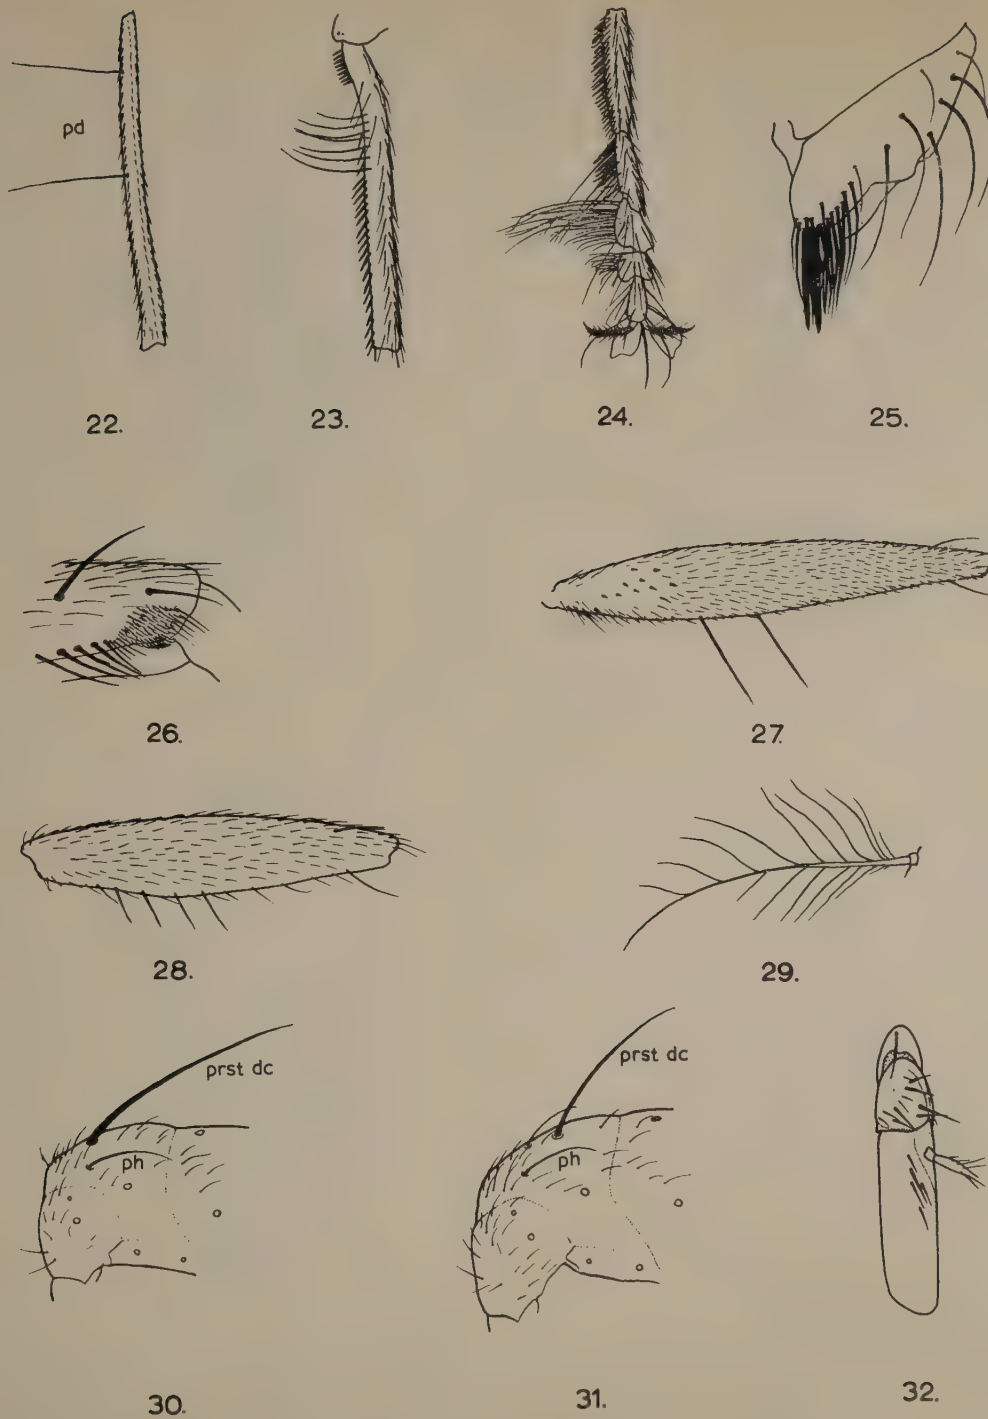 pd
22.
23.
24.
25.
26.
27.
28.
29.
prst dc
ph
30.
prst dc
ph
31.
32.